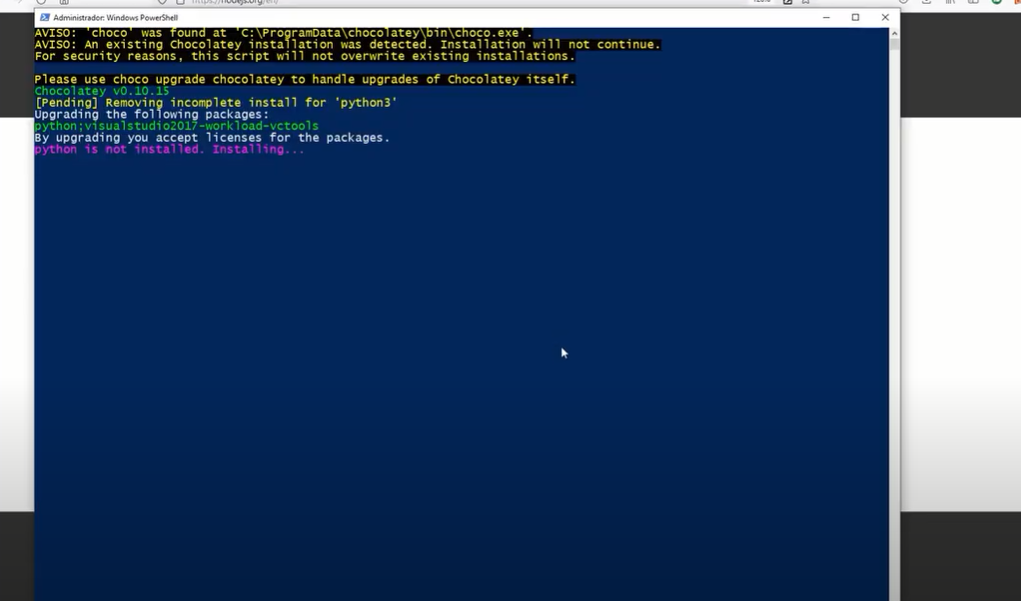 https://nodejs.org/en/
Administrador: Windows PowerShell
AVISO: 'choco' was found at 'C:\ProgramData\chocolatey\bin\choco.exe'.
AVISO: An existing Chocolatey installation was detected. Installation will not continue.
For security reasons, this script will not overwrite existing installations.
Please use choco upgrade chocolatey to handle upgrades of Chocolatey itself.
Chocolatey v0.10.15
[Pending] Removing incomplete install for 'python3'
Upgrading the following packages:
python;visualstudio2017-workload-vctools
By upgrading you accept licenses for the packages.
python is not installed. Installing...